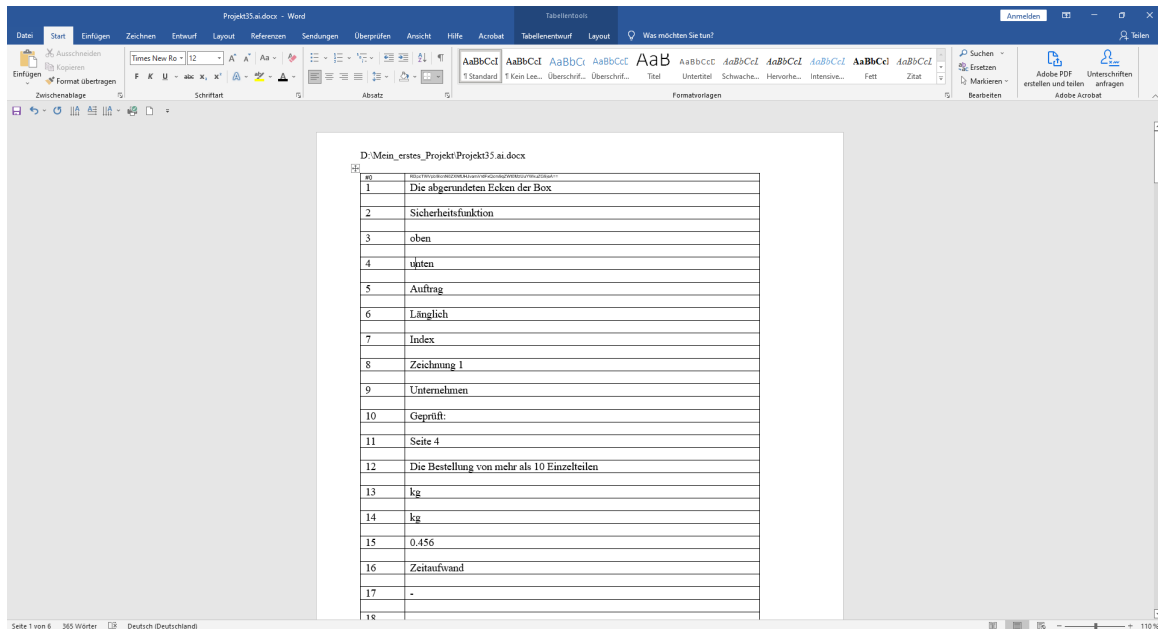 Projekt35.ai.docx - Word
Tabellentools
Anmelden
Datei Start Einfügen Zeichnen Entwurf Layout Referenzen Sendungen Überprüfen Ansicht Hilfe Acrobat Tabellenentwurf Layout Was möchten Sie tun? Teilen
Einfügen
Ausschneiden
Kopieren
Format übertragen
Zwischenablage
Times New Ro 12
F K U abc x₂ x²
Schriftart
Absatz
AaBbCcI AaBbCcI AaBbCc AaBbCcC AaB AaBbCcD AaBbCcL AaBbCcL AaBbCcL AaBbCcI AaBbCcL
¶ Standard ¶ Kein Lee... Überschrif... Überschrif... Titel Untertitel Schwache... Hervorhe... Intensive... Fett Zitat
Formatvorlagen
Suchen
Ersetzen
Markieren
Bearbeiten
Adobe PDF erstellen und teilen
Unterschriften anfragen
Adobe Acrobat
D:\Mein_erstes_Projekt\Projekt35.ai.docx
#0
1 Die abgerundeten Ecken der Box
2 Sicherheitsfunktion
3 oben
4 unten
5 Auftrag
6 Länglich
7 Index
8 Zeichnung 1
9 Unternehmen
10 Geprüft:
11 Seite 4
12 Die Bestellung von mehr als 10 Einzelteilen
13 kg
14 kg
15 0.456
16 Zeitaufwand
17 -
18
Seite 1 von 6 365 Wörter Deutsch (Deutschland) 110 %